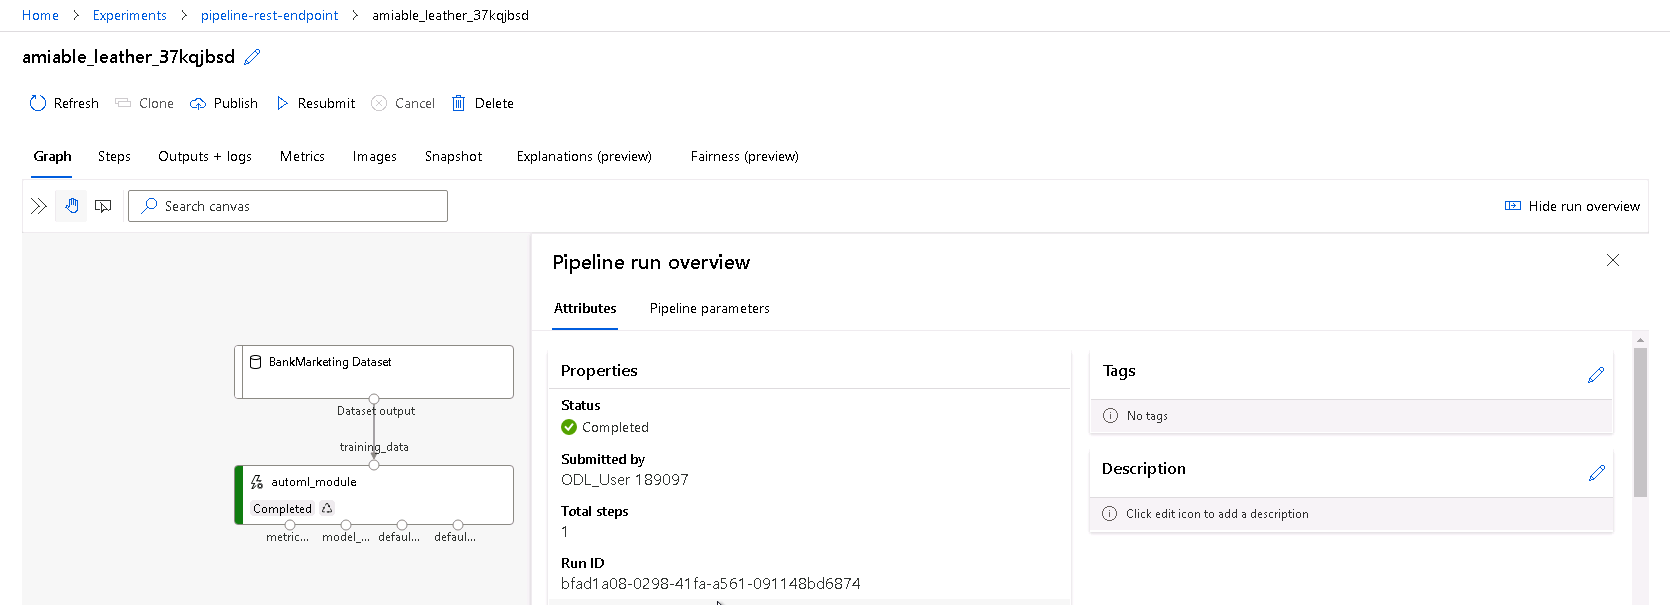 Home > Experiments > pipeline-rest-endpoint > amiable_leather_37kqjbsd
amiable_leather_37kqjbsd
Refresh Clone Publish Resubmit Cancel Delete
Graph Steps Outputs + logs Metrics Images Snapshot Explanations (preview) Fairness (preview)
Search canvas Hide run overview
BankMarketing Dataset
Dataset output
training_data
automl_module
Completed
metric... model_... defaul... defaul...
Pipeline run overview
Attributes Pipeline parameters
Properties
Status
Completed
Submitted by
ODL_User 189097
Total steps
1
Run ID
bfad1a08-0298-41fa-a561-091148bd6874
Tags
No tags
Description
Click edit icon to add a description